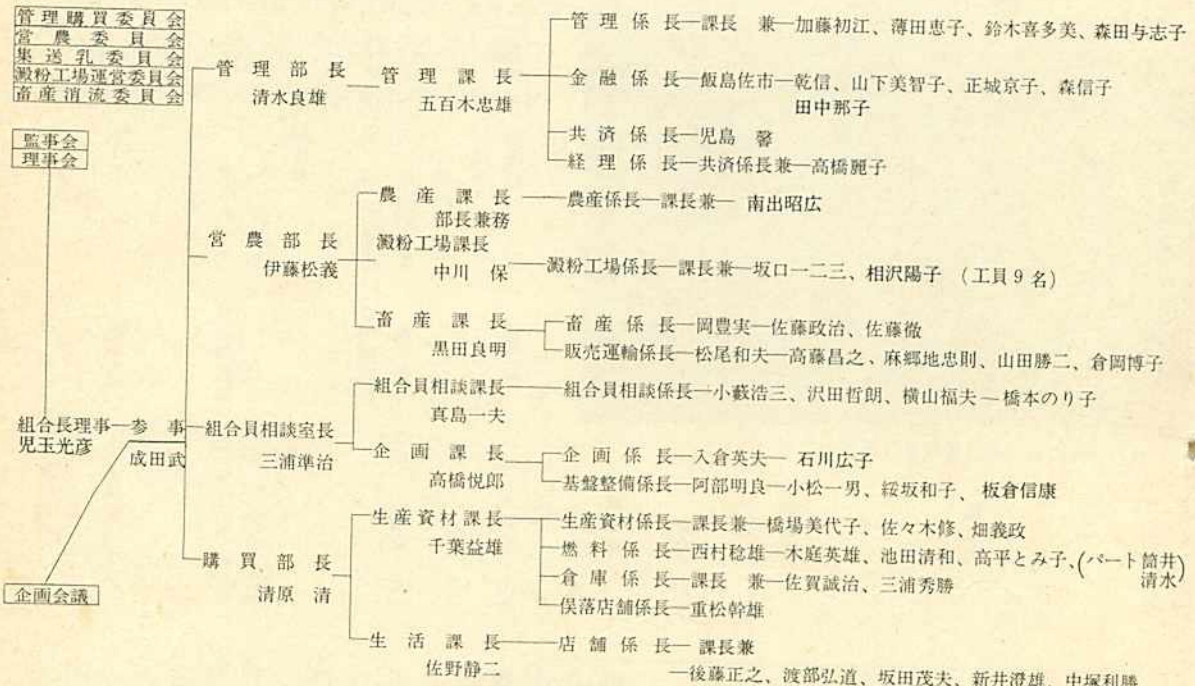 管理購買委員会
営農委員会
集送乳委員会
澱粉工場運営委員会
畜産消流委員会
監事会
理事会
組合長理事
児玉光彦
参事
成田武
企画会議
管理部長
清水良雄
管理課長
五百木忠雄
管理係長―課長 兼―加藤初江、薄田恵子、鈴木喜多美、森田与志子
金融係長―飯島佐市―乾信、山下美智子、正城京子、森信子
田中那子
共済係長―児島 馨
経理係長―共済係長兼―高橋麗子
営農部長
伊藤松義
農産課長
部長兼務
農産係長―課長兼―南出昭広
澱粉工場課長
中川 保
澱粉工場係長―課長兼―坂口一二三、相沢陽子 (工員9名)
畜産課長
黒田良明
畜産係長―岡豊実―佐藤政治、佐藤徹
販売運輸係長―松尾和夫―高藤昌之、麻郷地忠則、山田勝二、倉岡博子
組合員相談室長
三浦準治
組合員相談課長
真島一夫
組合員相談係長―小藪浩三、沢田哲朗、横山福夫―橋本のり子
企画課長
高橋悦郎
企画係長―入倉英夫―石川広子
基盤整備係長―阿部明良―小松一男、綏坂和子、板倉信康
購買部長
清原 清
生産資材課長
千葉益雄
生産資材係長―課長兼―橋場美代子、佐々木修、畑義政
燃料係長―西村稔雄―木庭英雄、池田清和、高平とみ子、(パート筒井
清水)
倉庫係長―課長 兼―佐賀誠治、三浦秀勝
俣落店舗係長―重松幹雄
生活課長
佐野静二
店舗係長―課長兼
―後藤正之、渡部弘道、坂田茂夫、新井澄雄、中塚利勝